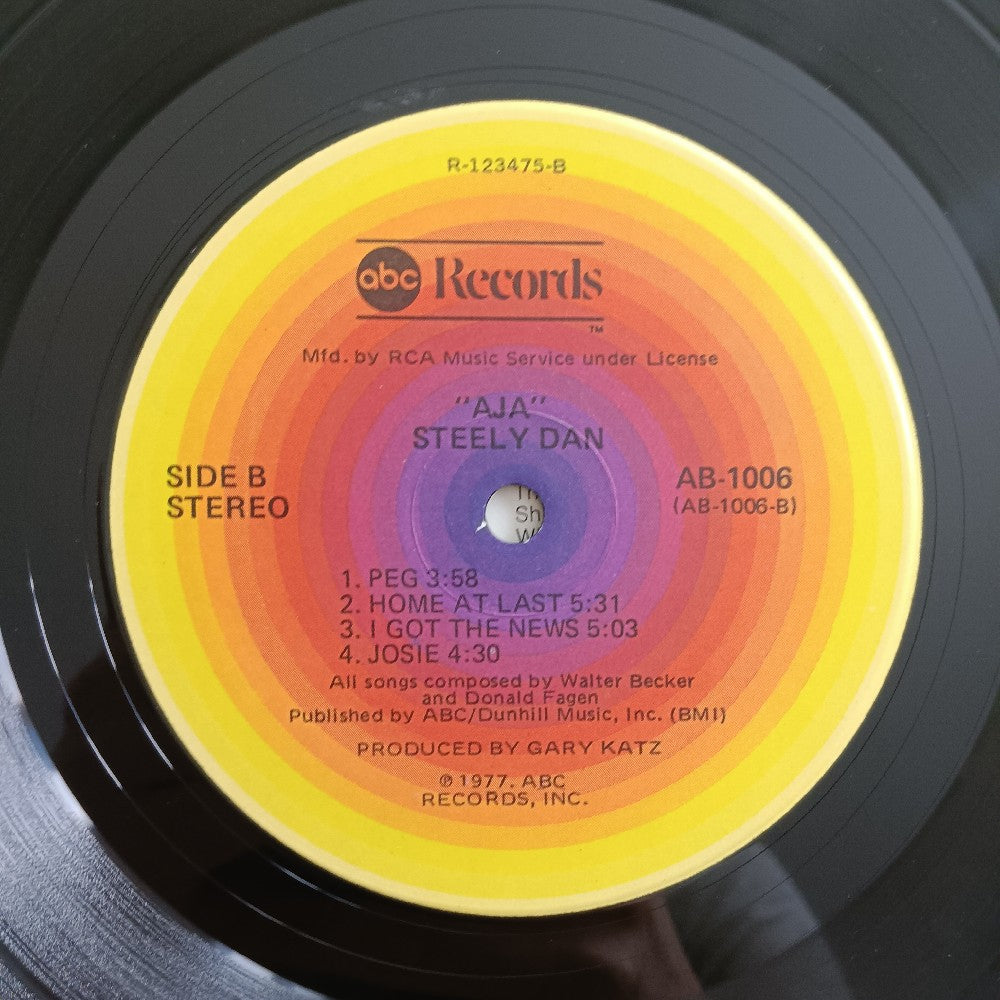 R-123475-B
abc Records
TM
Mfd. by RCA Music Service under License
"AJA"
STEELY DAN
SIDE B
STEREO
AB-1006
(AB-1006-B)
Sh
1. PEG 3:58
2. HOME AT LAST 5:31
3. I GOT THE NEWS 5:03
4. JOSIE 4:30
All songs composed by Walter Becker
and Donald Fagen
Published by ABC/Dunhill Music, Inc. (BMI)
PRODUCED BY GARY KATZ
℗ 1977. ABC
RECORDS, INC.